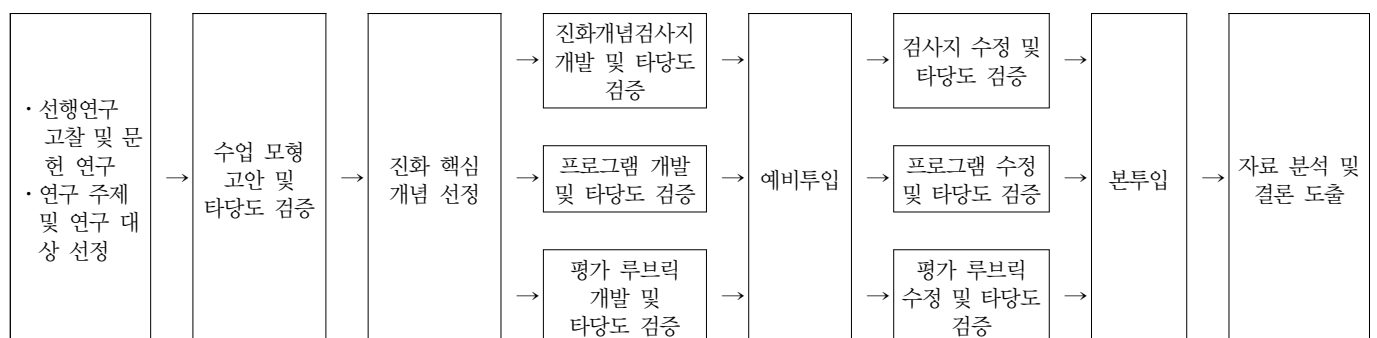 · 선행연구
고찰 및 문
헌 연구
· 연구 주제
및 연구 대
상 선정
→
수업 모형
고안 및
타당도 검증
→
진화 핵심
개념 선정
→
진화개념검사지
개발 및 타당도
검증
→
→
프로그램 개발
및 타당도 검증
→
→
평가 루브릭
개발 및
타당도 검증
→
예비투입
→
검사지 수정 및
타당도 검증
→
→
프로그램 수정
및 타당도 검증
→
→
평가 루브릭
수정 및 타당도
검증
→
본투입
→
자료 분석 및
결론 도출